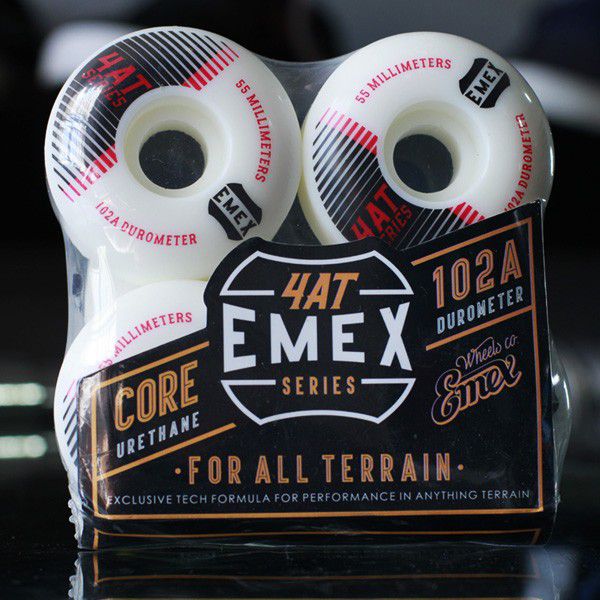 4AT
SERIES
55 MILLIMETERS
102A DUROMETER
EMEX
55 MILLIMETERS
EMEX
102A DUROMETER
4AT
SERIES
MILLIMETERS
4AT
EMEX
SERIES
102A
DUROMETER
Wheels co.
Emex
CORE
URETHANE
· FOR ALL TERRAIN ·
EXCLUSIVE TECH FORMULA FOR PERFORMANCE IN ANYTHING TERRAIN